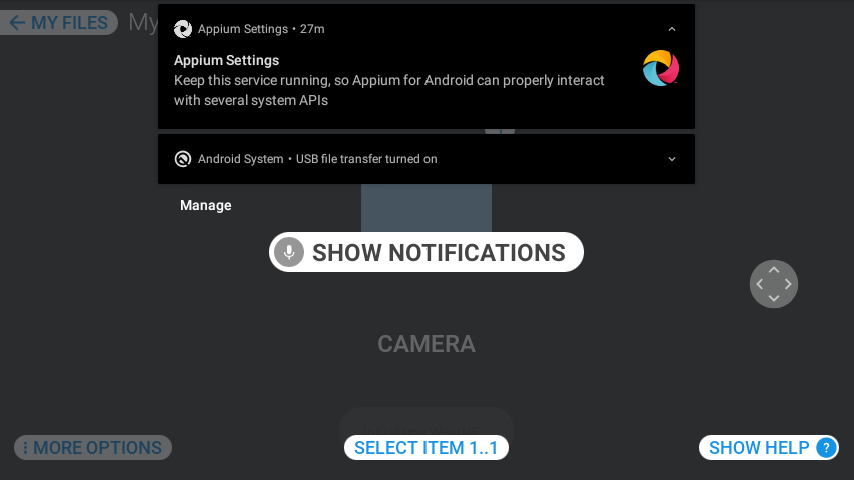 MY FILES
My
Appium Settings • 27m
Appium Settings
Keep this service running, so Appium for Android can properly interact
with several system APIs
Android System • USB file transfer turned on
Manage
SHOW NOTIFICATIONS
CAMERA
MORE OPTIONS
SELECT ITEM 1..1
SHOW HELP ?